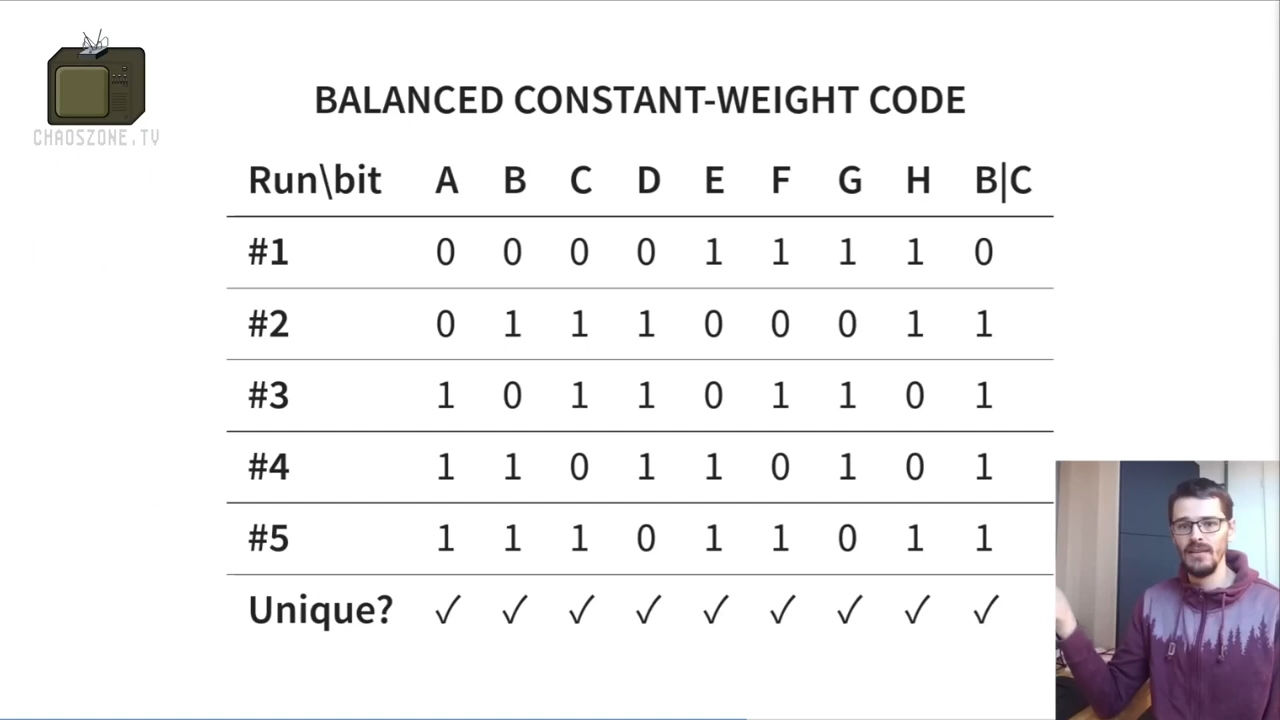 CHAOSZONE.TV
BALANCED CONSTANT-WEIGHT CODE
Run\bit A B C D E F G H B|C
#1 0 0 0 0 1 1 1 1 0
#2 0 1 1 1 0 0 0 1 1
#3 1 0 1 1 0 1 1 0 1
#4 1 1 0 1 1 0 1 0 1
#5 1 1 1 0 1 1 0 1 1
Unique? ✓ ✓ ✓ ✓ ✓ ✓ ✓ ✓ ✓